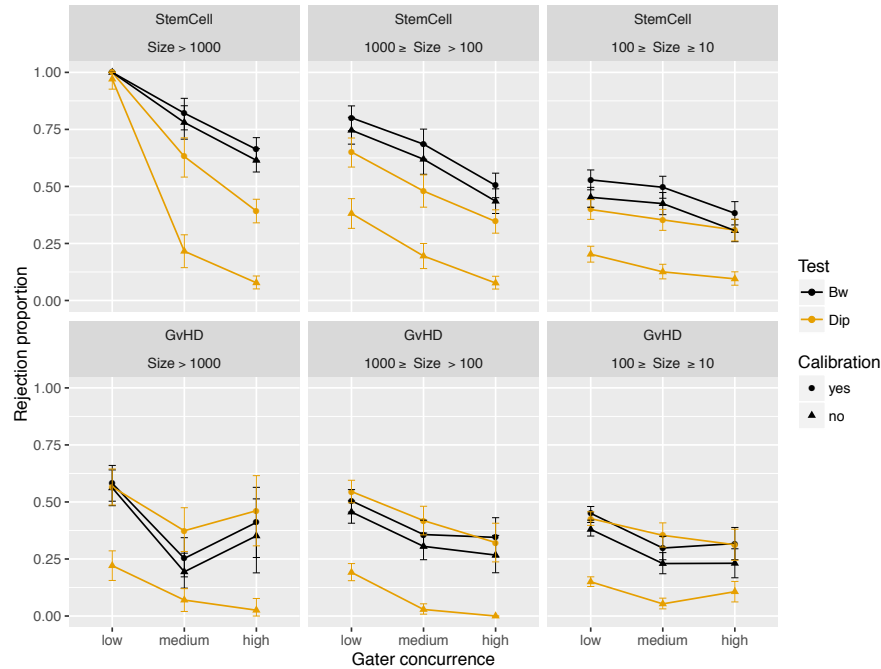 StemCell
Size > 1000
StemCell
1000 ≥ Size > 100
StemCell
100 ≥ Size ≥ 10
1.00
0.75
0.50
0.25
0.00
GvHD
Size > 1000
GvHD
1000 ≥ Size > 100
GvHD
100 ≥ Size ≥ 10
1.00
0.75
0.50
0.25
0.00
low medium high
low medium high
low medium high
Gater concurrence
Rejection proportion
Test
Bw
Dip
Calibration
yes
no